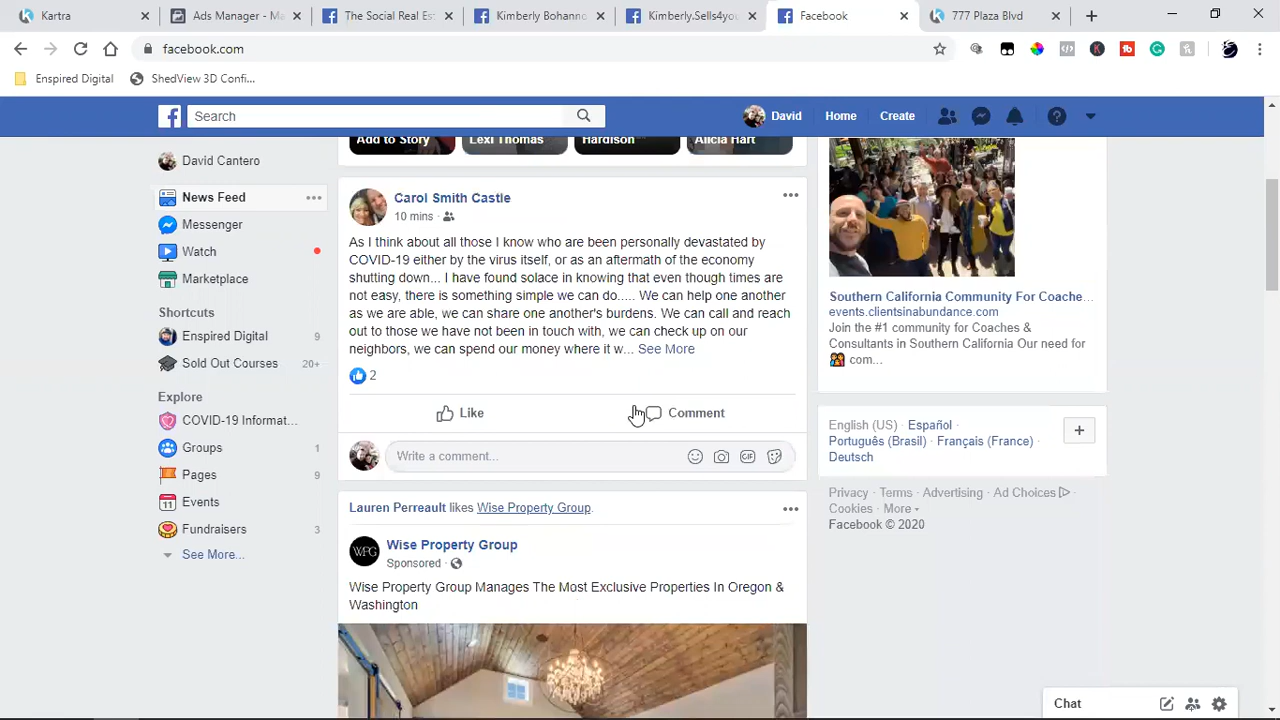 Kartra
Ads Manager - Ma
The Social Real Es
Kimberly Bohanno
Kimberly.Sells4you
Facebook
777 Plaza Blvd
facebook.com
Enspired Digital
ShedView 3D Confi...
Search
David
Home
Create
David Cantero
News Feed
Messenger
Watch
Marketplace
Shortcuts
Enspired Digital 9
Sold Out Courses 20+
Explore
COVID-19 Informat...
Groups 1
Pages 9
Events
Fundraisers 3
See More...
Add to Story
Lexi Thomas
Hardison
Alicia Hart
Carol Smith Castle
10 mins ·
As I think about all those I know who are been personally devastated by
COVID-19 either by the virus itself, or as an aftermath of the economy
shutting down... I have found solace in knowing that even though times are
not easy, there is something simple we can do..... We can help one another
as we are able, we can share one another's burdens. We can call and reach
out to those we have not been in touch with, we can check up on our
neighbors, we can spend our money where it w... See More
2
Like
Comment
Write a comment...
GIF
Lauren Perreault likes Wise Property Group.
WPG
Wise Property Group
Sponsored ·
Wise Property Group Manages The Most Exclusive Properties In Oregon &
Washington
Southern California Community For Coache...
events.clientsinabundance.com
Join the #1 community for Coaches &
Consultants in Southern California Our need for
com...
English (US) · Español ·
Português (Brasil) · Français (France) ·
Deutsch
Privacy · Terms · Advertising · Ad Choices ·
Cookies · More
Facebook © 2020
Chat